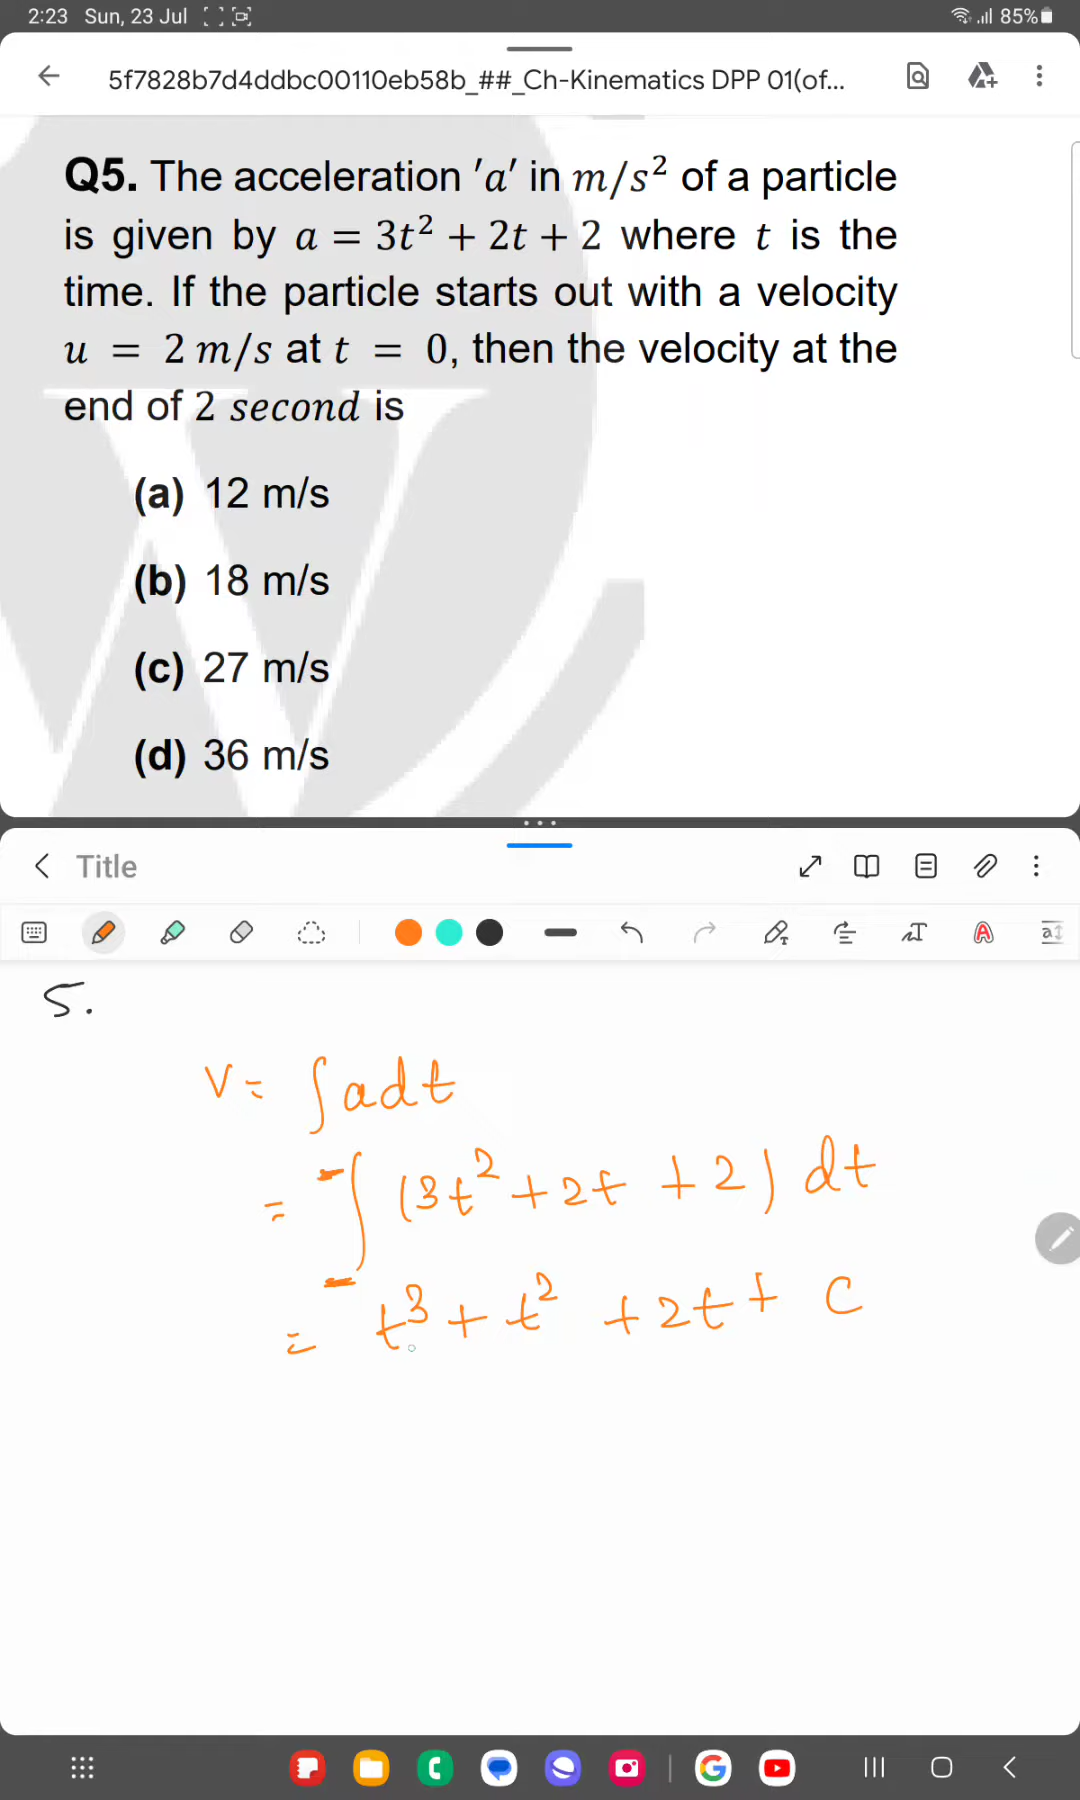 2:23 Sun, 23 Jul 85%
5f7828b7d4ddbc00110eb58b_##_Ch-Kinematics DPP 01(of...
Q5. The acceleration 'a' in m/s² of a particle
is given by a = 3t² + 2t + 2 where t is the
time. If the particle starts out with a velocity
u = 2 m/s at t = 0, then the velocity at the
end of 2 second is
(a) 12 m/s
(b) 18 m/s
(c) 27 m/s
(d) 36 m/s
Title
5.
v = ∫ a dt
= ∫ (3t² + 2t + 2) dt
= t³ + t² + 2t + c